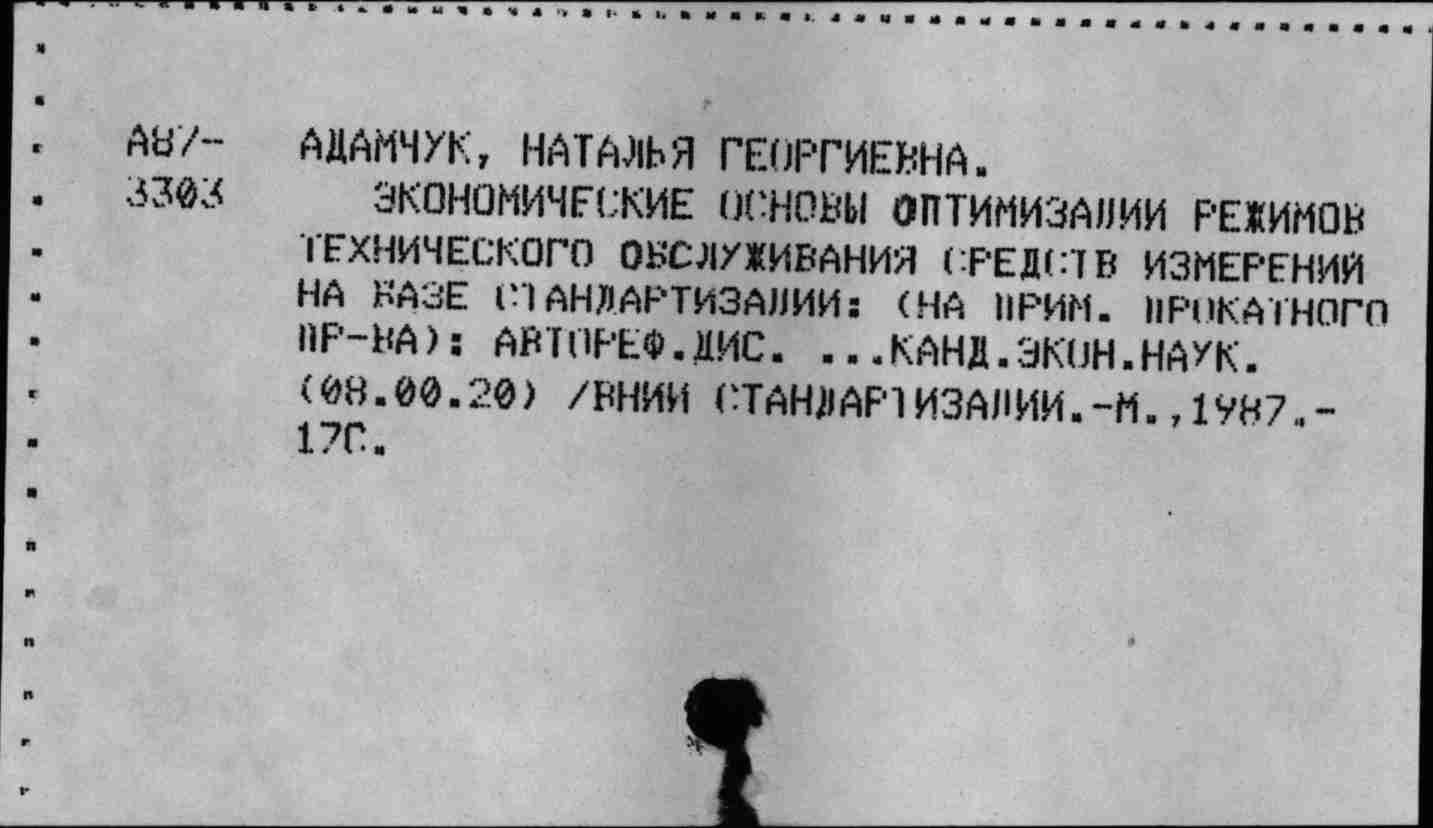 А87- АДАМЧУК, НАТАЛЬЯ ГЕОРГИЕВНА.
3303 ЭКОНОМИЧЕСКИЕ ОСНОВЫ ОПТИМИЗАЦИИ РЕЖИМОВ
ТЕХНИЧЕСКОГО ОБСЛУЖИВАНИЯ СРЕДСТВ ИЗМЕРЕНИЙ
НА БАЗЕ СТАНДАРТИЗАЦИИ: (НА ПРИМ. ПРОКАТНОГО
ПР-ВА): АВТОРЕФ.ДИС. ...КАНД.ЭКОН.НАУК.
(08.00.20) /ВНИИ СТАНДАРТИЗАЦИИ.-М.,1987.-
17С.